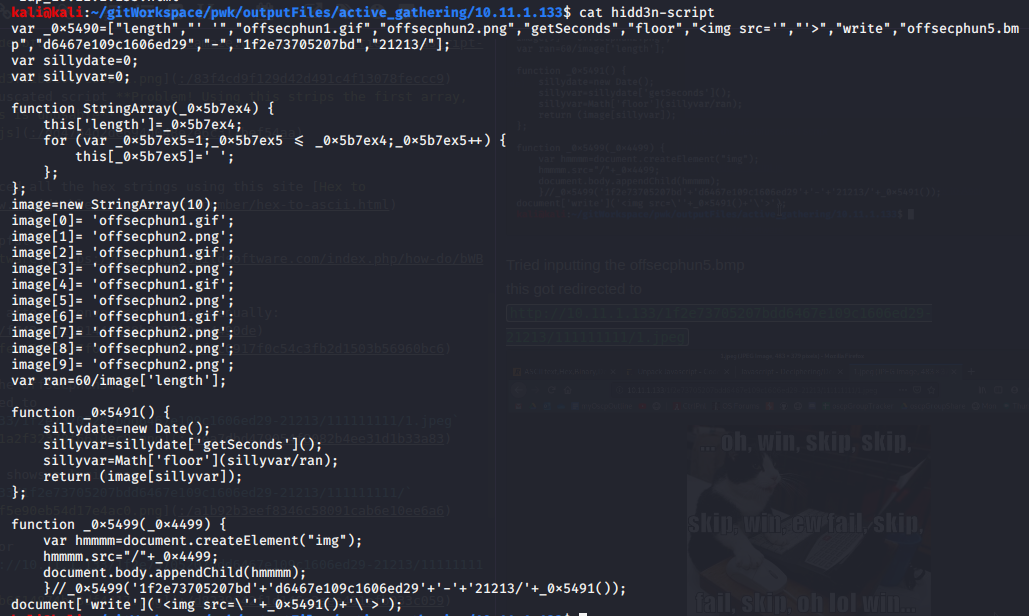 kali@kali:~/gitWorkspace/pwk/outputFiles/active_gathering/10.11.1.133$ cat hidd3n-script
var _0×5490=["length","' '","offsecphun1.gif","offsecphun2.png","getSeconds","floor","<img src='","'>","write","offsecphun5.bm
p","d6467e109c1606ed29","-","1f2e73705207bd","21213/"];
var sillydate=0;
var sillyvar=0;
function StringArray(_0×5b7ex4) {
this['length']=_0×5b7ex4;
for (var _0×5b7ex5=1;_0×5b7ex5 ≤ _0×5b7ex4;_0×5b7ex5++) {
this[_0×5b7ex5]=' ';
};
};
image=new StringArray(10);
image[0]= 'offsecphun1.gif';
image[1]= 'offsecphun2.png';
image[2]= 'offsecphun1.gif';
image[3]= 'offsecphun2.png';
image[4]= 'offsecphun1.gif';
image[5]= 'offsecphun2.png';
image[6]= 'offsecphun1.gif';
image[7]= 'offsecphun2.png';
image[8]= 'offsecphun2.png';
image[9]= 'offsecphun2.png';
var ran=60/image['length'];
function _0×5491() {
sillydate=new Date();
sillyvar=sillydate['getSeconds']();
sillyvar=Math['floor'](sillyvar/ran);
return (image[sillyvar]);
};
function _0×5499(_0×4499) {
var hmmmm=document.createElement("img");
hmmmm.src="/"+_0×4499;
document.body.appendChild(hmmmm);
}//_0×5499('1f2e73705207bd'+'d6467e109c1606ed29'+'-'+'21213/'+_0×5491());
document['write']('<img src=\''+_0×5491()+'\'>');
Tried inputting the offsecphun5.bmp
this got redirected to
... oh, win, skip, skip,
skip, win, ew fail, skip,
fail, skip, oh lol win...